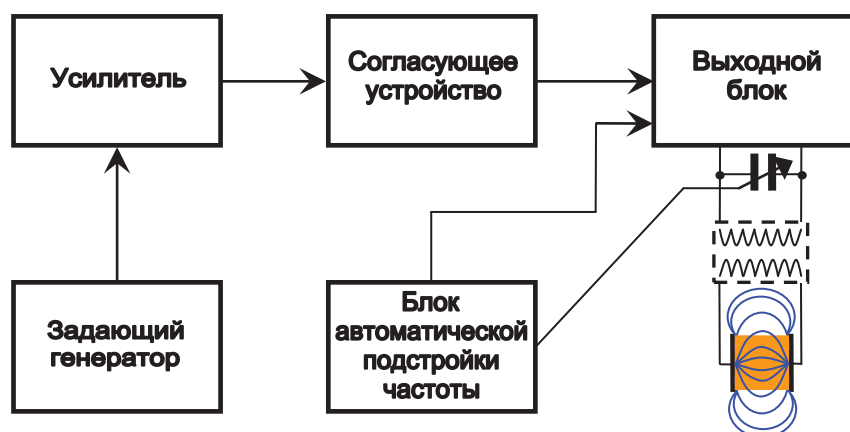 Усилитель
Согласующее
устройство
Выходной
блок
Задающий
генератор
Блок
автоматической
подстройки
частоты